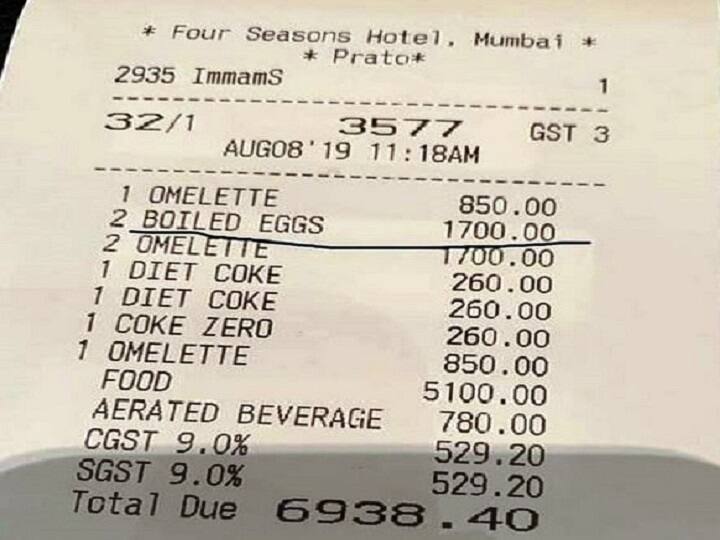 * Four Seasons Hotel, Mumbai *
* Prato*
2935 ImmamS 1
32/1 3577 GST 3
AUG08'19 11:18AM
1 OMELETTE 850.00
2 BOILED EGGS 1700.00
2 OMELETTE 1700.00
1 DIET COKE 260.00
1 DIET COKE 260.00
1 COKE ZERO 260.00
1 OMELETTE 850.00
FOOD 5100.00
AERATED BEVERAGE 780.00
CGST 9.0% 529.20
SGST 9.0% 529.20
Total Due 6938.40